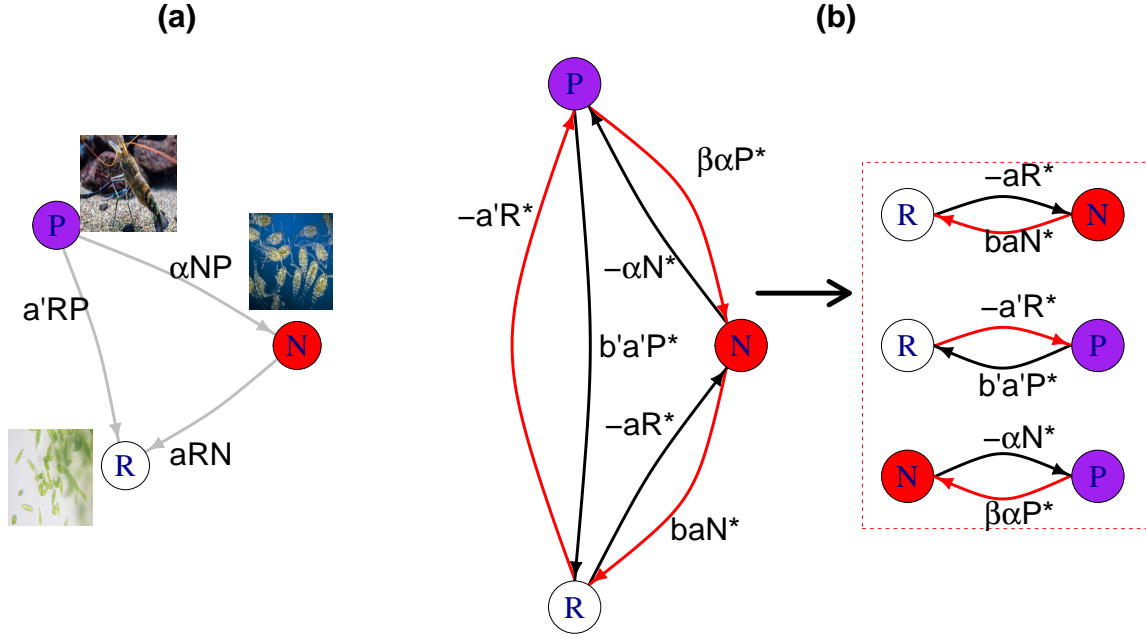 (a)
P
αNP
a'RP
N
aRN
R
(b)
P
βαP*
-a'R*
-αN*
b'a'P*
N
-aR*
baN*
R
-aR*
R
N
baN*
-a'R*
R
P
b'a'P*
-αN*
N
P
βαP*